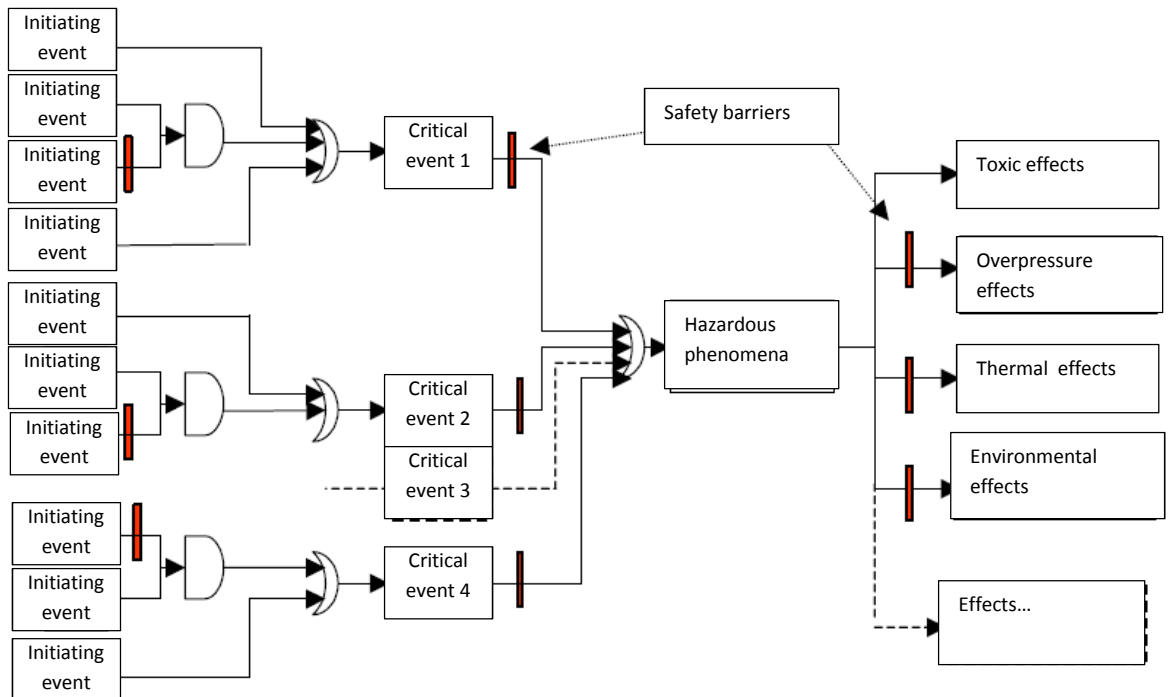 Initiating
event
Initiating
event
Initiating
event
Initiating
event
Critical
event 1
Safety barriers
Toxic effects
Overpressure
effects
Initiating
event
Initiating
event
Initiating
event
Critical
event 2
Critical
event 3
Hazardous
phenomena
Thermal effects
Environmental
effects
Initiating
event
Initiating
event
Initiating
event
Critical
event 4
Effects...